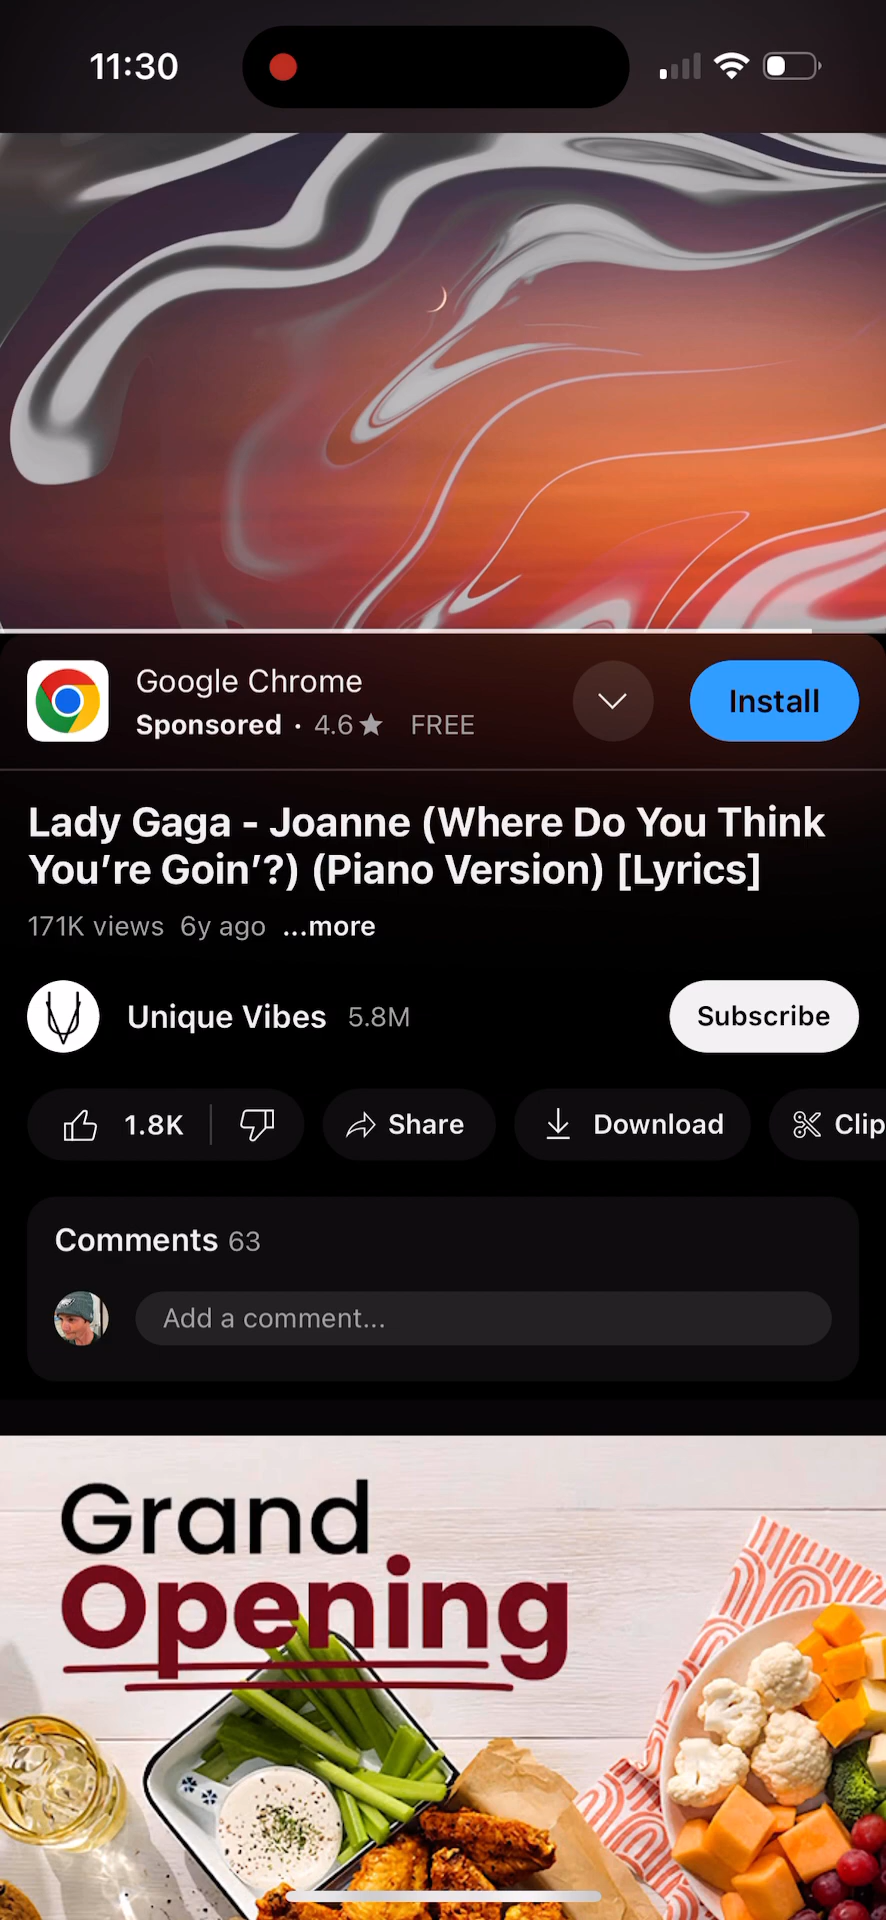 11:30
Google Chrome
Sponsored · 4.6★ FREE
Install
Lady Gaga - Joanne (Where Do You Think
You’re Goin’?) (Piano Version) [Lyrics]
171K views 6y ago ...more
Unique Vibes 5.8M
Subscribe
1.8K
Share
Download
Clip
Comments 63
Add a comment...
Grand
Opening